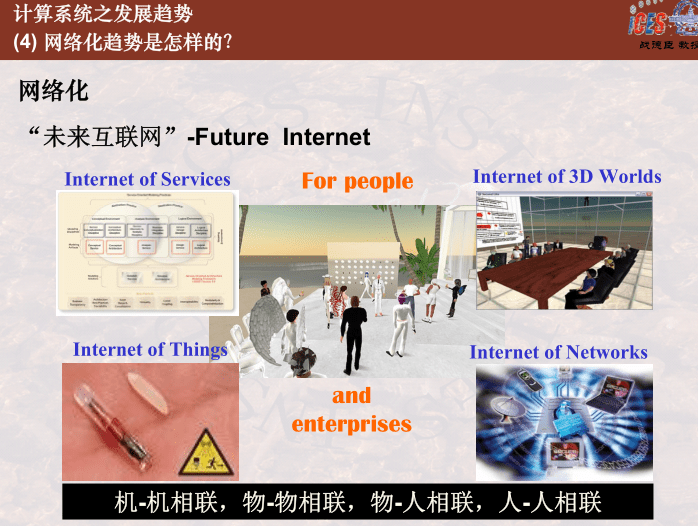 计算系统之发展趋势
(4) 网络化趋势是怎样的?
ICES
战德臣 教授
网络化
“未来互联网”-Future Internet
Internet of Services
For people
Internet of 3D Worlds
Internet of Things
Internet of Networks
and
enterprises
机-机相联，物-物相联，物-人相联，人-人相联